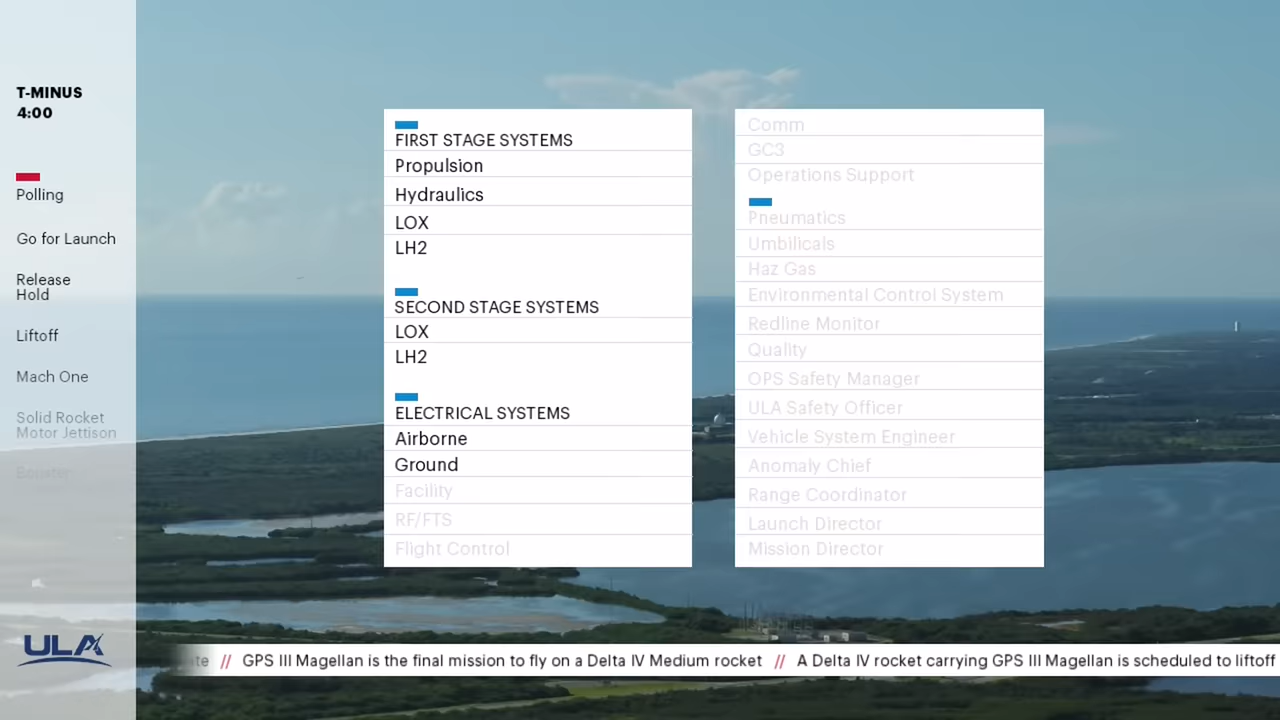 T-MINUS
4:00
Polling
Go for Launch
Release
Hold
Liftoff
Mach One
Solid Rocket
Motor Jettison
Booster
ULA
FIRST STAGE SYSTEMS
Propulsion
Hydraulics
LOX
LH2
SECOND STAGE SYSTEMS
LOX
LH2
ELECTRICAL SYSTEMS
Airborne
Ground
Facility
RF/FTS
Flight Control
Comm
GC3
Operations Support
Pneumatics
Umbilicals
Haz Gas
Environmental Control System
Redline Monitor
Quality
OPS Safety Manager
ULA Safety Officer
Vehicle System Engineer
Anomaly Chief
Range Coordinator
Launch Director
Mission Director
// GPS III Magellan is the final mission to fly on a Delta IV Medium rocket // A Delta IV rocket carrying GPS III Magellan is scheduled to liftoff